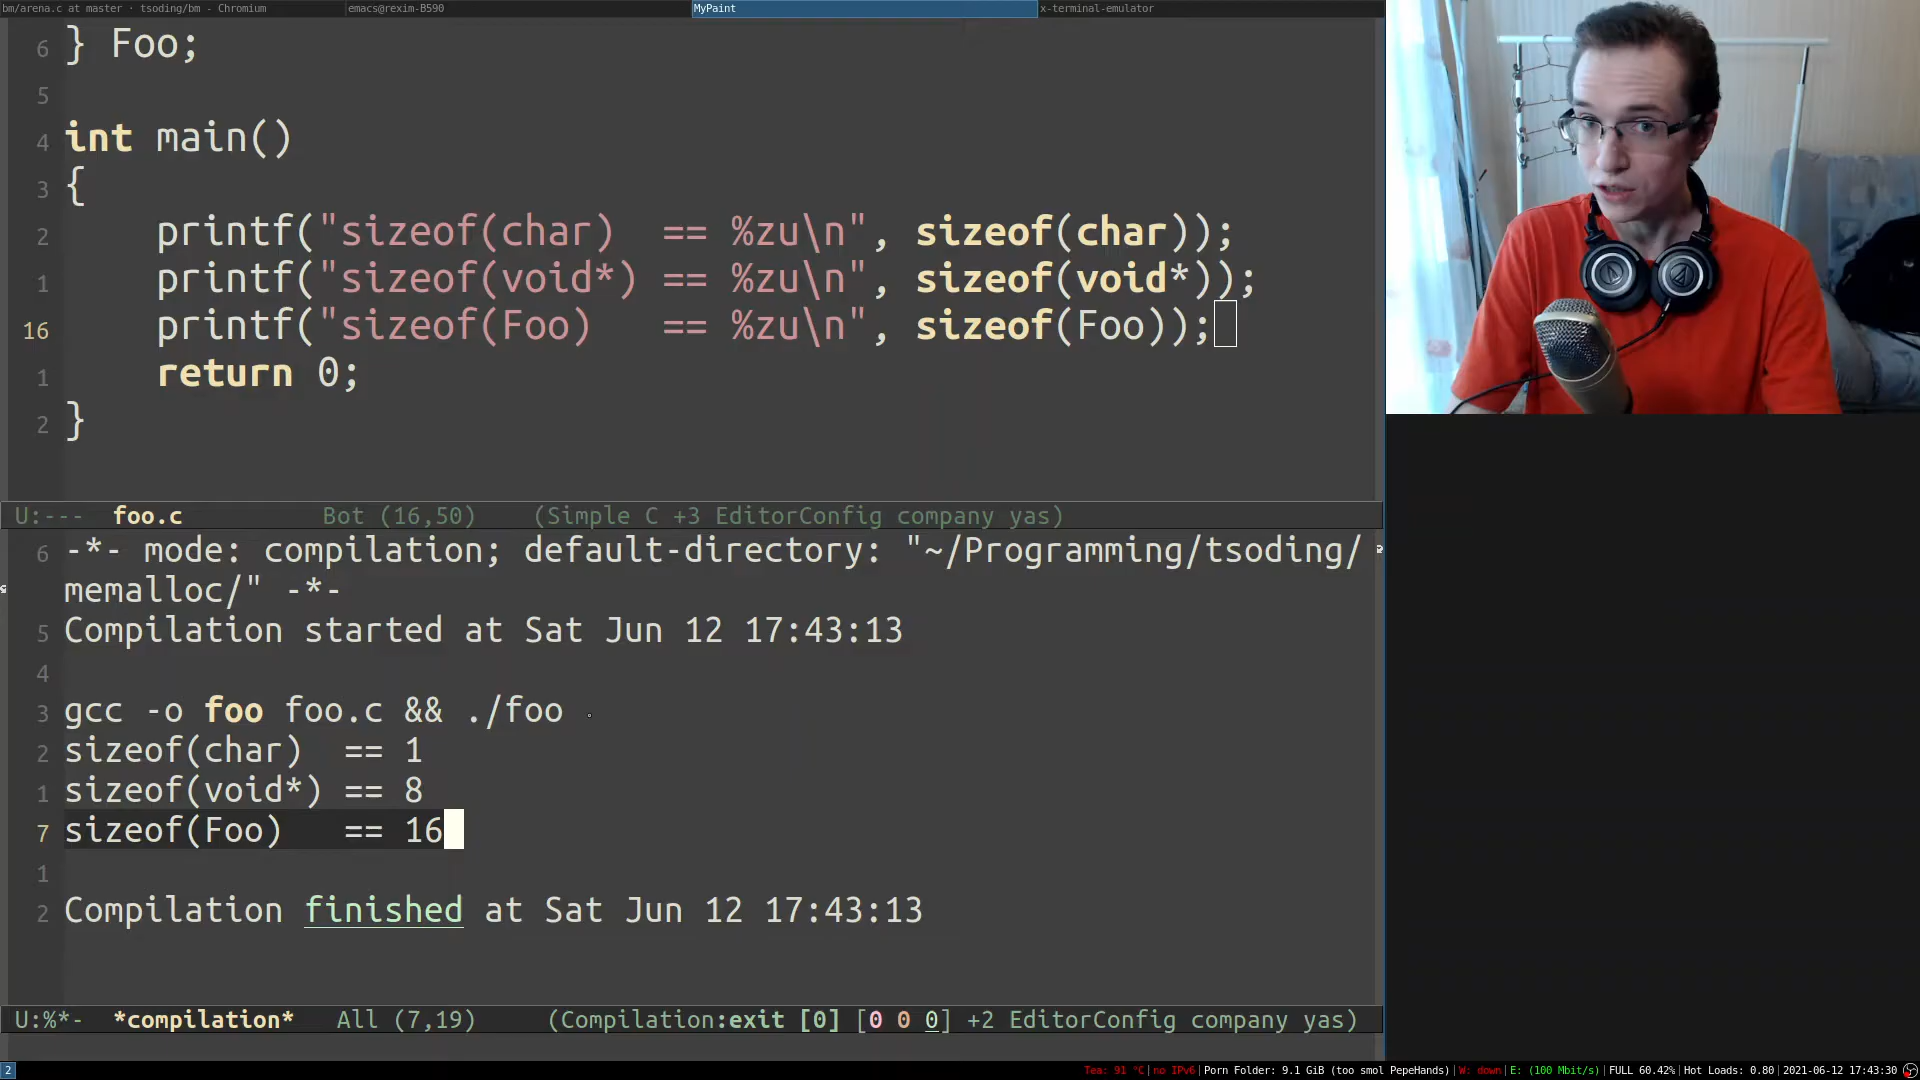 bm/arena.c at master · tsoding/bm - Chromium
emacs@rexim-B590
MyPaint
x-terminal-emulator
6 } Foo;
5
4 int main()
3 {
2 printf("sizeof(char)  == %zu\n", sizeof(char));
1 printf("sizeof(void*) == %zu\n", sizeof(void*));
16 printf("sizeof(Foo)   == %zu\n", sizeof(Foo));
1 return 0;
2 }
U:--- foo.c Bot (16,50) (Simple C +3 EditorConfig company yas)
6 -*- mode: compilation; default-directory: "~/Programming/tsoding/
memalloc/" -*-
5 Compilation started at Sat Jun 12 17:43:13
4
3 gcc -o foo foo.c && ./foo
2 sizeof(char)  == 1
1 sizeof(void*) == 8
7 sizeof(Foo)   == 16
1
2 Compilation finished at Sat Jun 12 17:43:13
U:%*- *compilation* All (7,19) (Compilation:exit [0] [0 0 0] +2 EditorConfig company yas)
2
Tem: 91 °C|no IPv6|Porn Folder: 9.1 GiB (too smol PepeHands)|W: down|E: (100 Mbit/s)|FULL 60.42%|Hot Loads: 0.80|2021-06-12 17:43:30